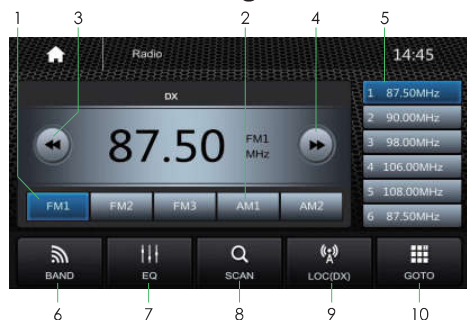 1 3 2 4 5
Radio 14:45
DX
87.50 FM1
MHz
FM1 FM2 FM3 AM1 AM2
1 87.50MHz
2 90.00MHz
3 98.00MHz
4 106.00MHz
5 108.00MHz
6 87.50MHz
BAND EQ SCAN LOC(DX) GOTO
6 7 8 9 10